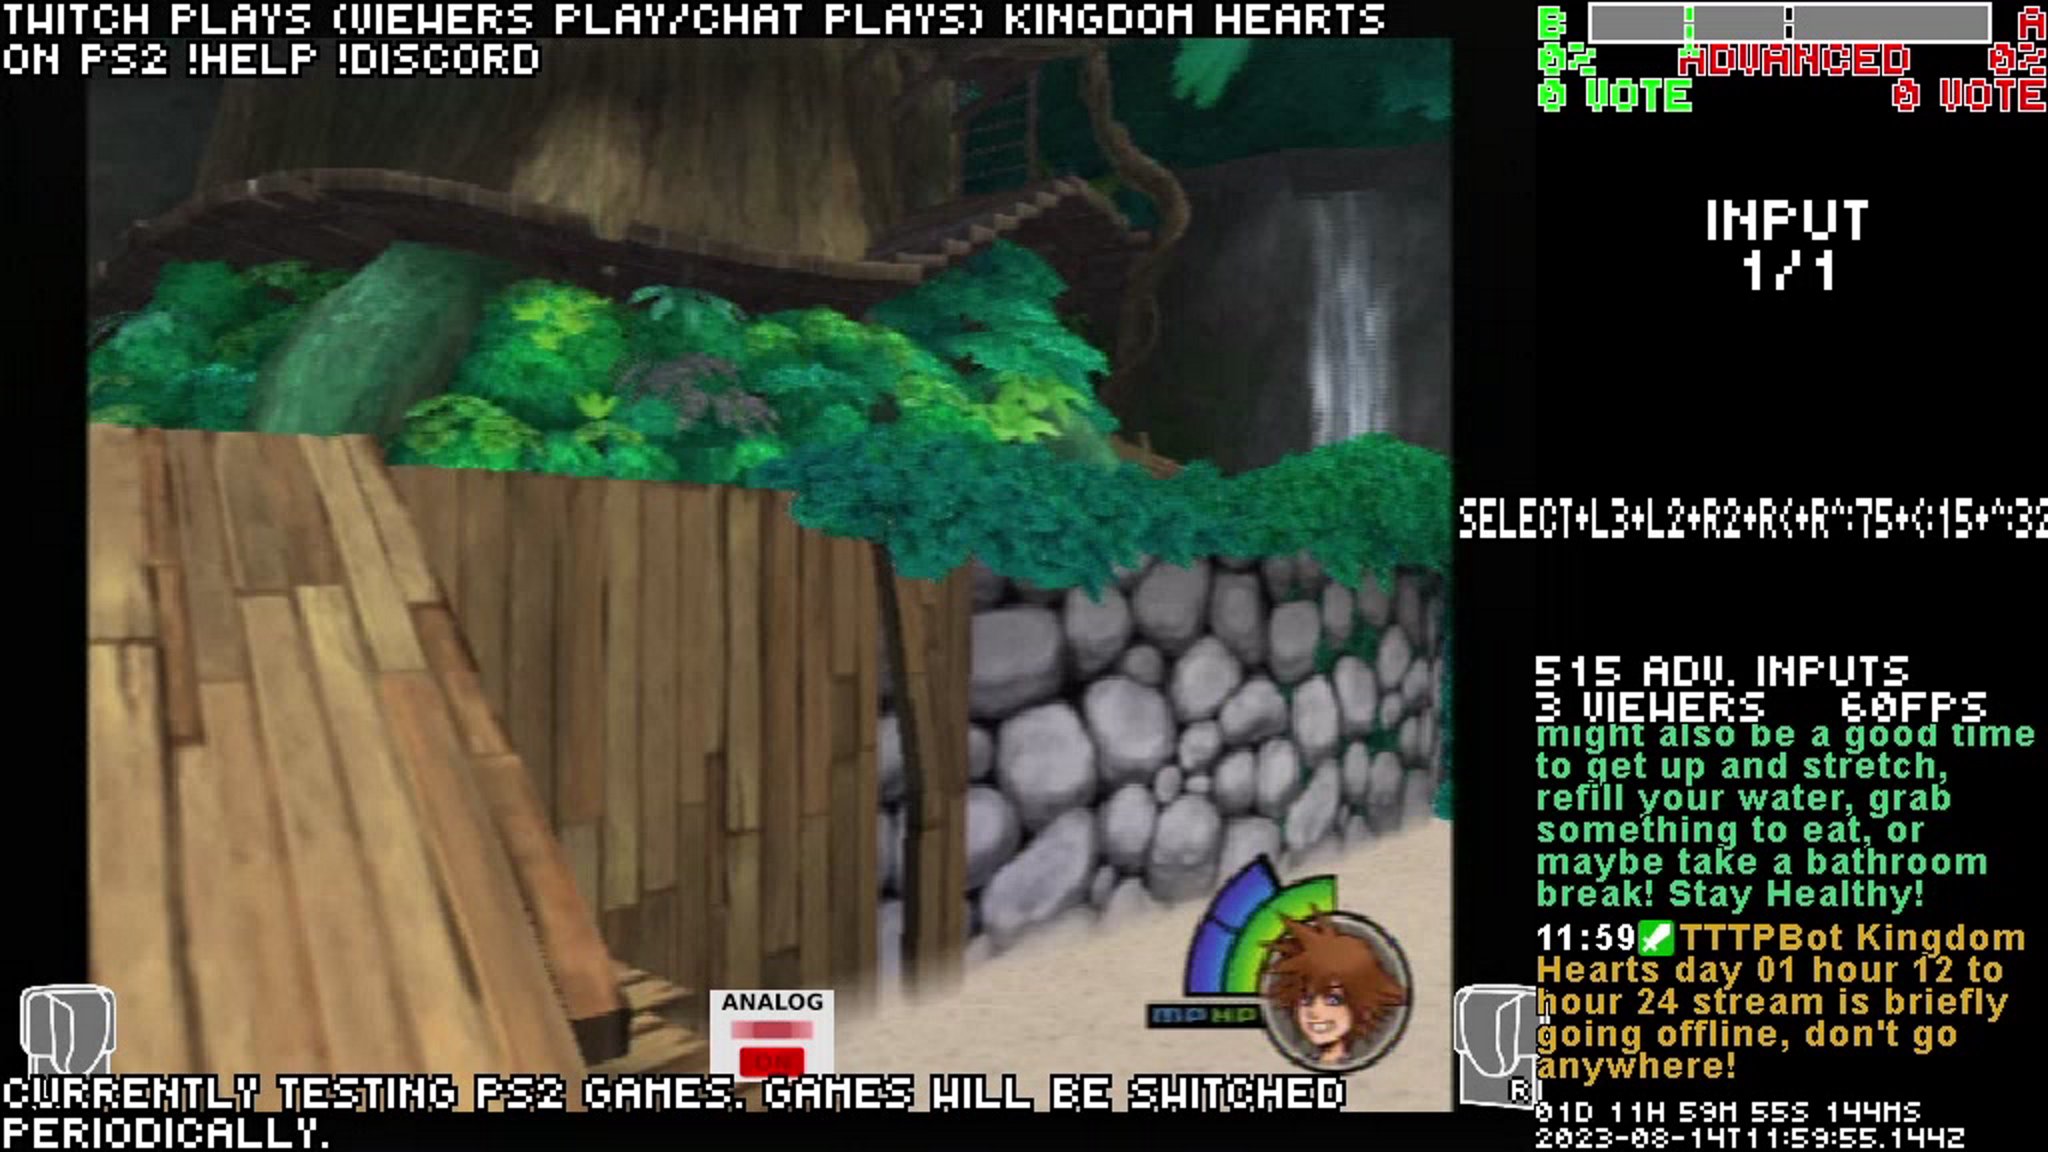 TWITCH PLAYS (VIEWERS PLAY/CHAT PLAYS) KINGDOM HEARTS
ON PS2 !HELP !DISCORD
B A
0% ADVANCED 0%
0 VOTE 0 VOTE
INPUT
1/1
SELECT+L3+L2+R2+R<+R^:75+<:15+^:32
515 ADV. INPUTS
3 VIEWERS 60FPS
might also be a good time
to get up and stretch,
refill your water, grab
something to eat, or
maybe take a bathroom
break! Stay Healthy!
11:59 TTTPBot Kingdom
Hearts day 01 hour 12 to
hour 24 stream is briefly
going offline, don't go
anywhere!
MP HP
ANALOG
ON
R
CURRENTLY TESTING PS2 GAMES. GAMES WILL BE SWITCHED
PERIODICALLY.
01D 11H 59M 55S 144MS
2023-08-14T11:59:55.144Z